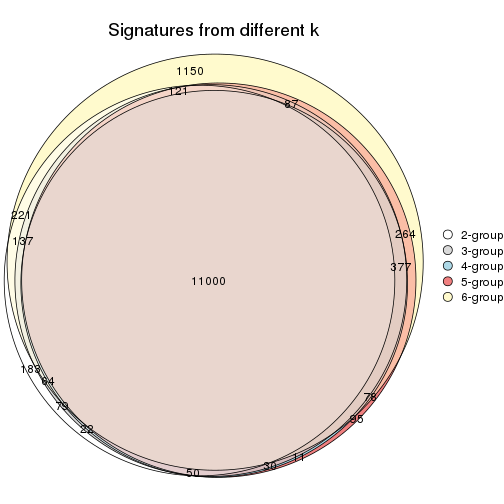 Signatures from different k
1150
121
87
221
137
264
377
11000
183
64
79
22
78
95
11
30
50
2-group
3-group
4-group
5-group
6-group